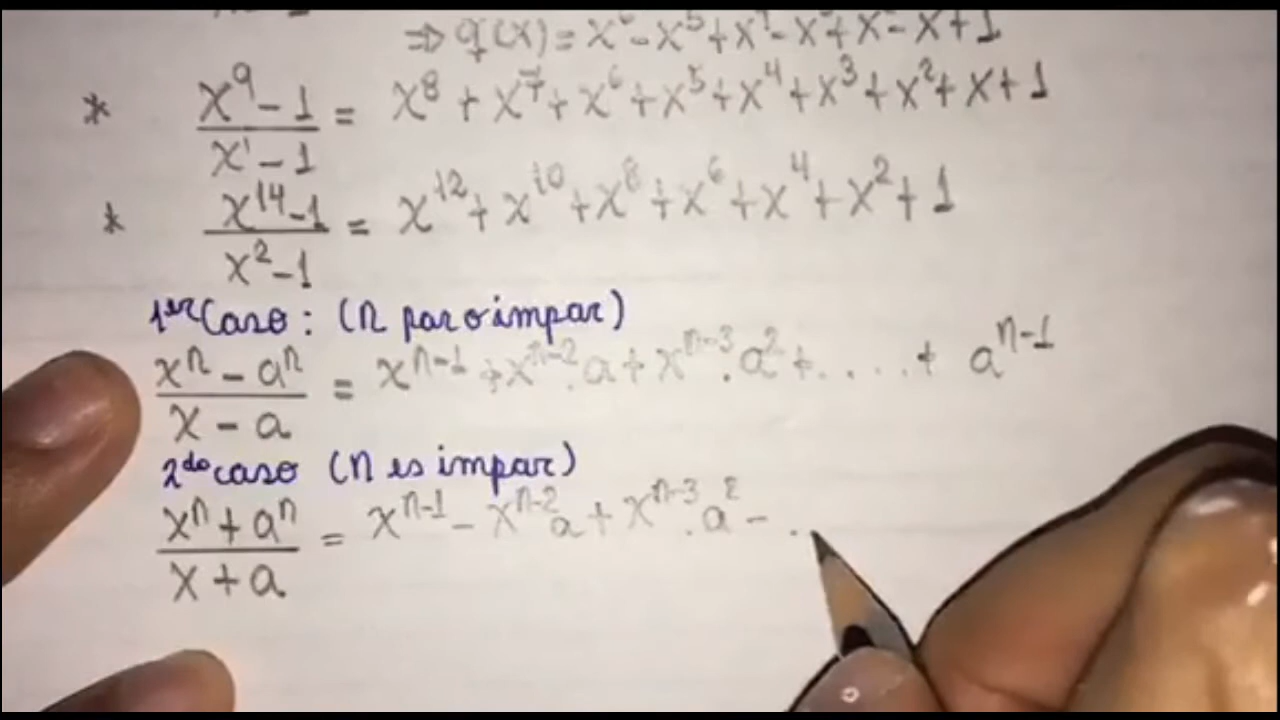 ⇒ q(x) = x⁶ - x⁵ + x⁴ - x³ + x² - x + 1
* x⁹ - 1 / x¹ - 1 = x⁸ + x⁷ + x⁶ + x⁵ + x⁴ + x³ + x² + x + 1
* x¹⁴ - 1 / x² - 1 = x¹² + x¹⁰ + x⁸ + x⁶ + x⁴ + x² + 1
1er Caso : (n par o impar)
xⁿ - aⁿ / x - a = xⁿ⁻¹ + xⁿ⁻².a + xⁿ⁻³.a² + .... + aⁿ⁻¹
2do caso (n es impar)
xⁿ + aⁿ / x + a = xⁿ⁻¹ - xⁿ⁻²a + xⁿ⁻³.a² - .